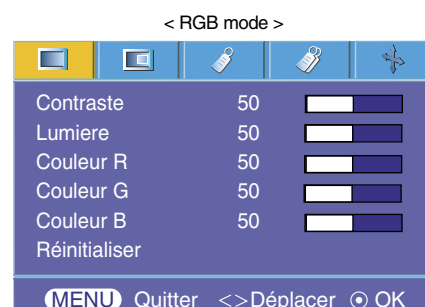 < RGB mode >
Contraste 50
Lumiere 50
Couleur R 50
Couleur G 50
Couleur B 50
Réinitialiser
MENU Quitter <>Déplacer ⊙ OK